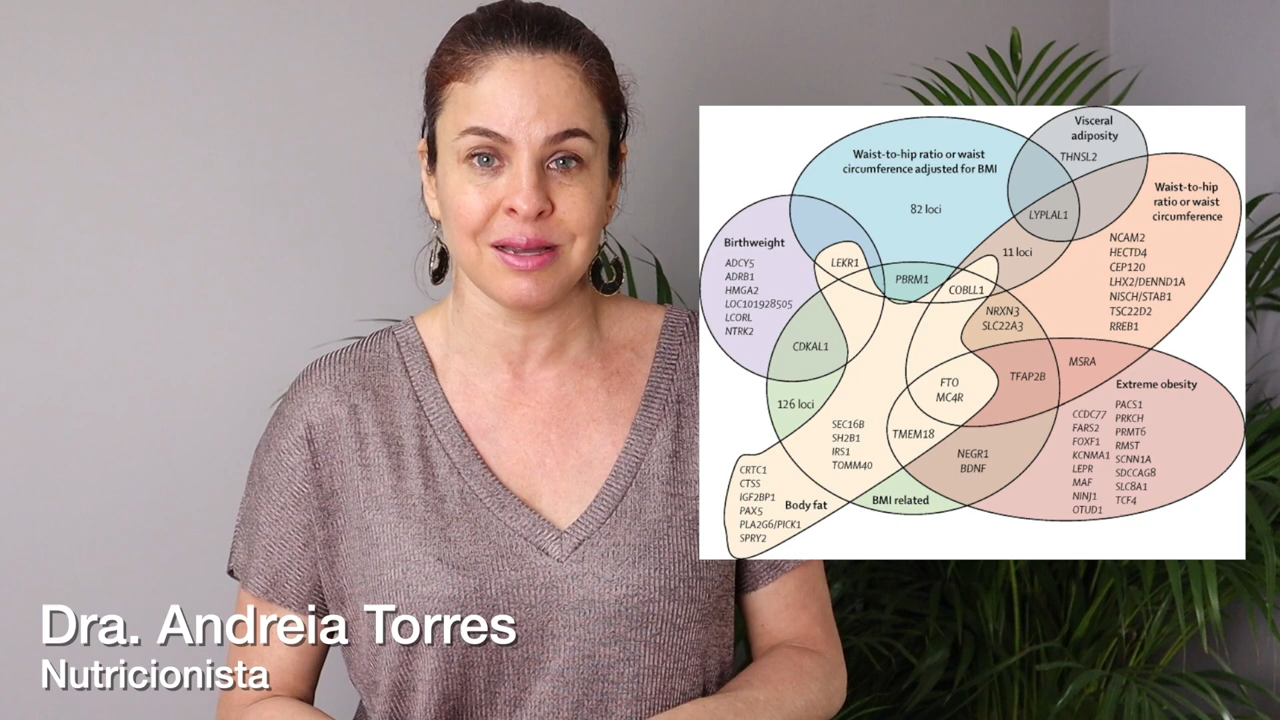 Visceral
adiposity
THNSL2
Waist-to-hip ratio or waist
circumference adjusted for BMI
82 loci
LYPLAL1
11 loci
Waist-to-hip
ratio or waist
circumference
NCAM2
HECTD4
CEP120
LHX2/DENND1A
NISCH/STAB1
TSC22D2
RREB1
Birthweight
ADCY5
ADRB1
HMGA2
LOC101928505
LCORL
NTRK2
LEKR1
PBRM1
COBLL1
NRXN3
SLC22A3
CDKAL1
126 loci
FTO
MC4R
TFAP2B
MSRA
TMEM18
NEGR1
BDNF
SEC16B
SH2B1
IRS1
TOMM40
Extreme obesity
CCDC77
FARS2
FOXF1
KCNMA1
LEPR
MAF
NINJ1
OTUD1
PACS1
PRKCH
PRMT6
RMST
SCNN1A
SDCCAG8
SLC8A1
TCF4
CRTC1
CTSS
IGF2BP1
PAX5
PLA2G6/PICK1
SPRY2
Body fat
BMI related
Dra. Andreia Torres
Nutricionista